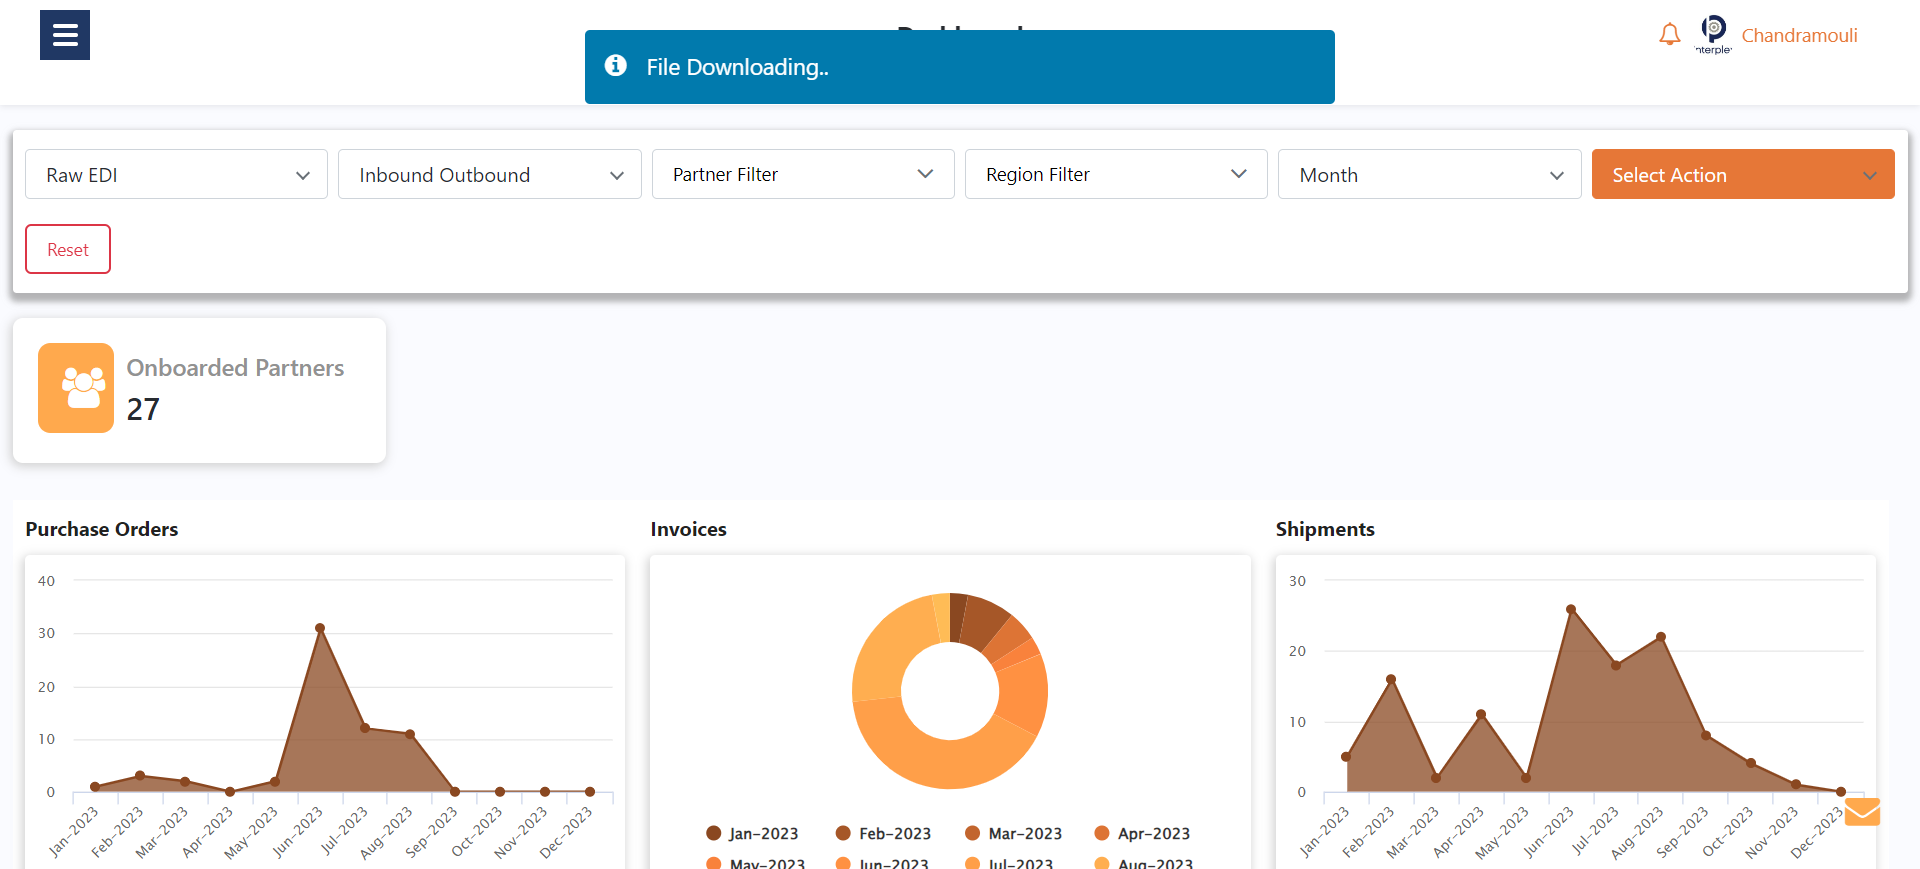 File Downloading..
Chandramouli
Raw EDI
Inbound Outbound
Partner Filter
Region Filter
Month
Select Action
Reset
Onboarded Partners
27
Purchase Orders
40
30
20
10
0
Jan-2023
Feb-2023
Mar-2023
Apr-2023
May-2023
Jun-2023
Jul-2023
Aug-2023
Sep-2023
Oct-2023
Nov-2023
Dec-2023
Invoices
Jan-2023
Feb-2023
Mar-2023
Apr-2023
May-2023
Jun-2023
Jul-2023
Aug-2023
Shipments
30
20
10
0
Jan-2023
Feb-2023
Mar-2023
Apr-2023
May-2023
Jun-2023
Jul-2023
Aug-2023
Sep-2023
Oct-2023
Nov-2023
Dec-2023